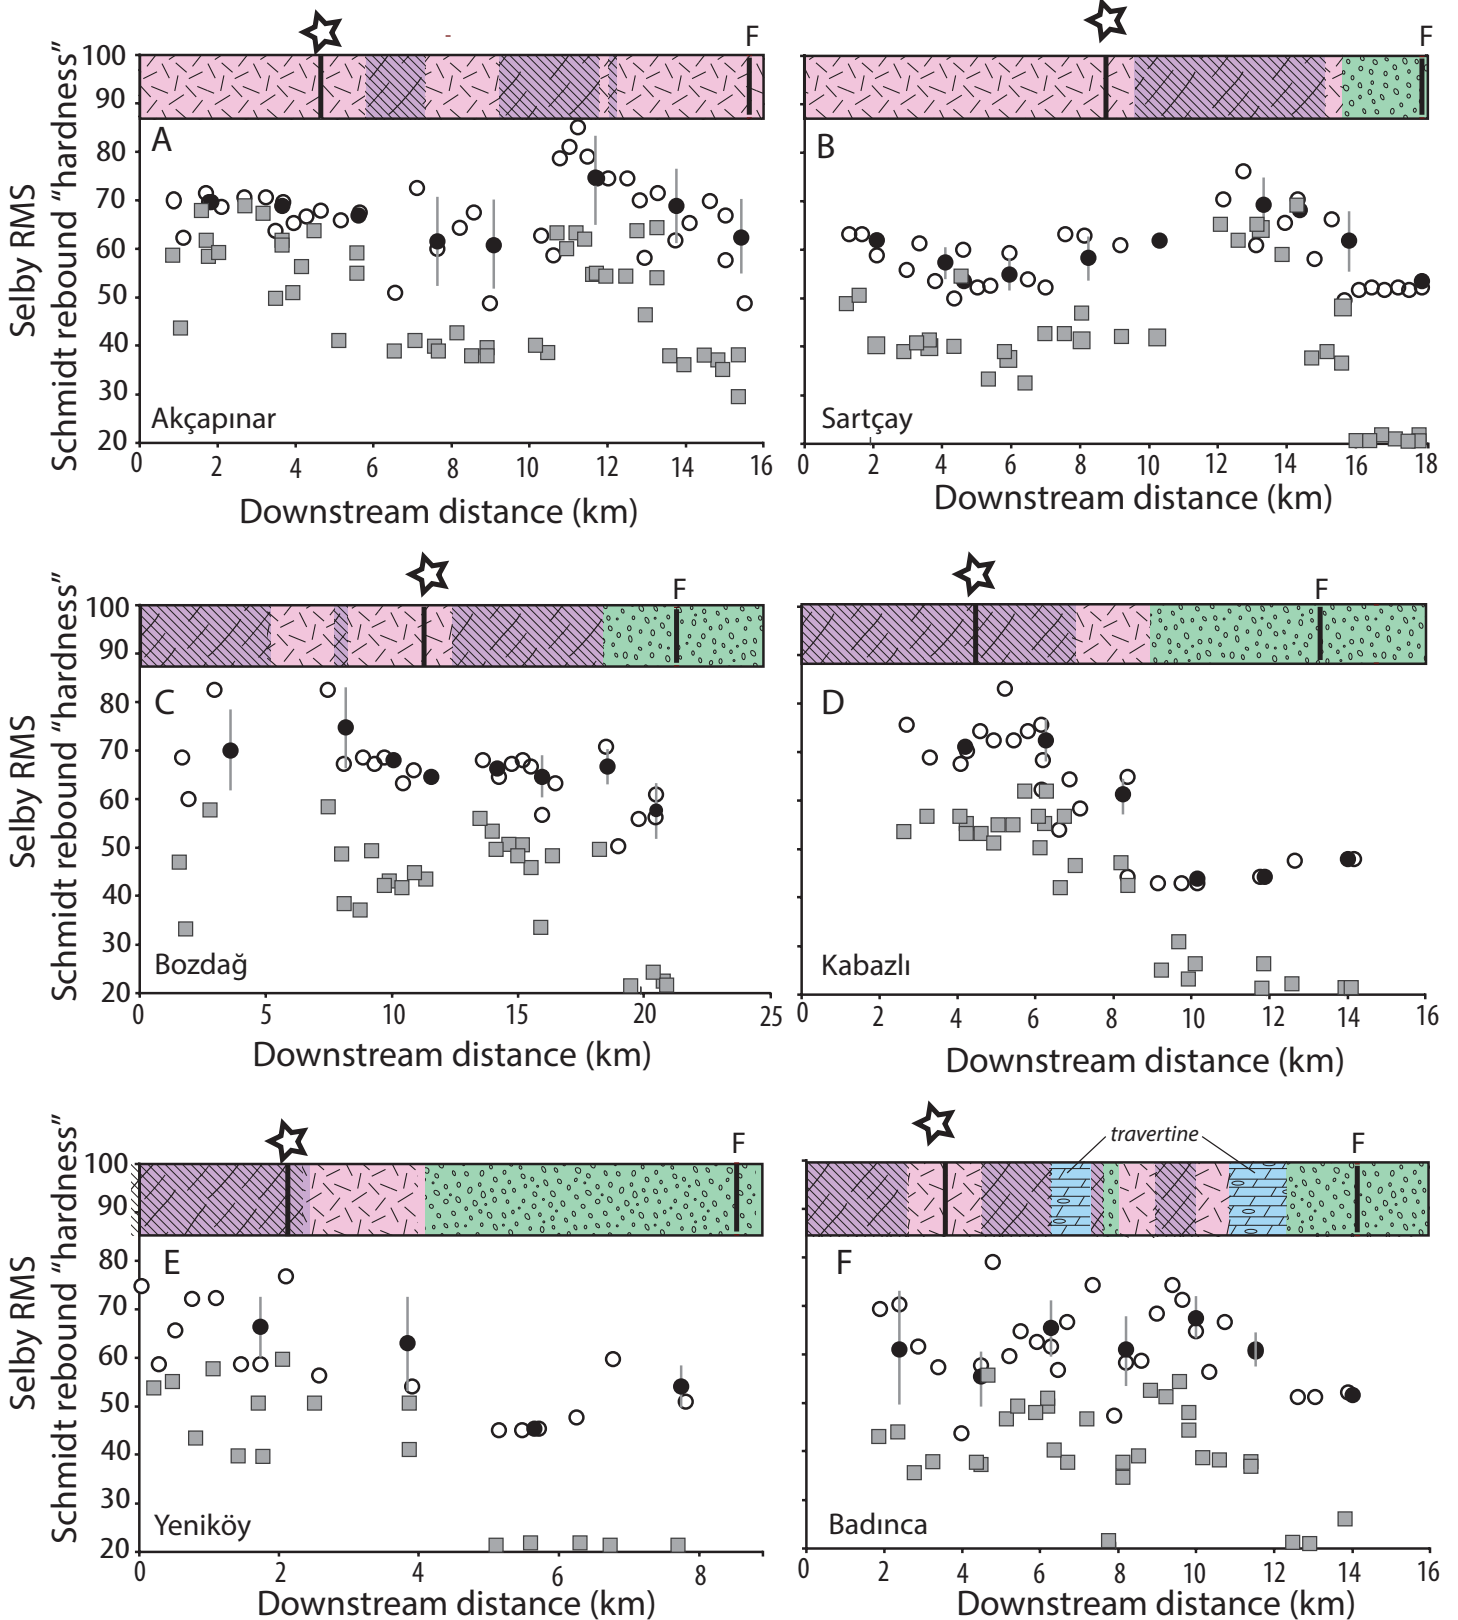 F
F
Selby RMS
Schmidt rebound “hardness”
100
90
80
70
60
50
40
30
20
A
Akçapınar
0 2 4 6 8 10 12 14 16
Downstream distance (km)
B
Sartçay
0 2 4 6 8 10 12 14 16 18
Downstream distance (km)
F
F
Selby RMS
Schmidt rebound “hardness”
100
90
80
70
60
50
40
30
20
C
Bozdağ
0 5 10 15 20 25
Downstream distance (km)
D
Kabazlı
0 2 4 6 8 10 12 14 16
Downstream distance (km)
F
travertine
F
Selby RMS
Schmidt rebound “hardness”
100
90
80
70
60
50
40
30
20
E
Yeniköy
0 2 4 6 8
Downstream distance (km)
F
Badınca
0 2 4 6 8 10 12 14 16
Downstream distance (km)